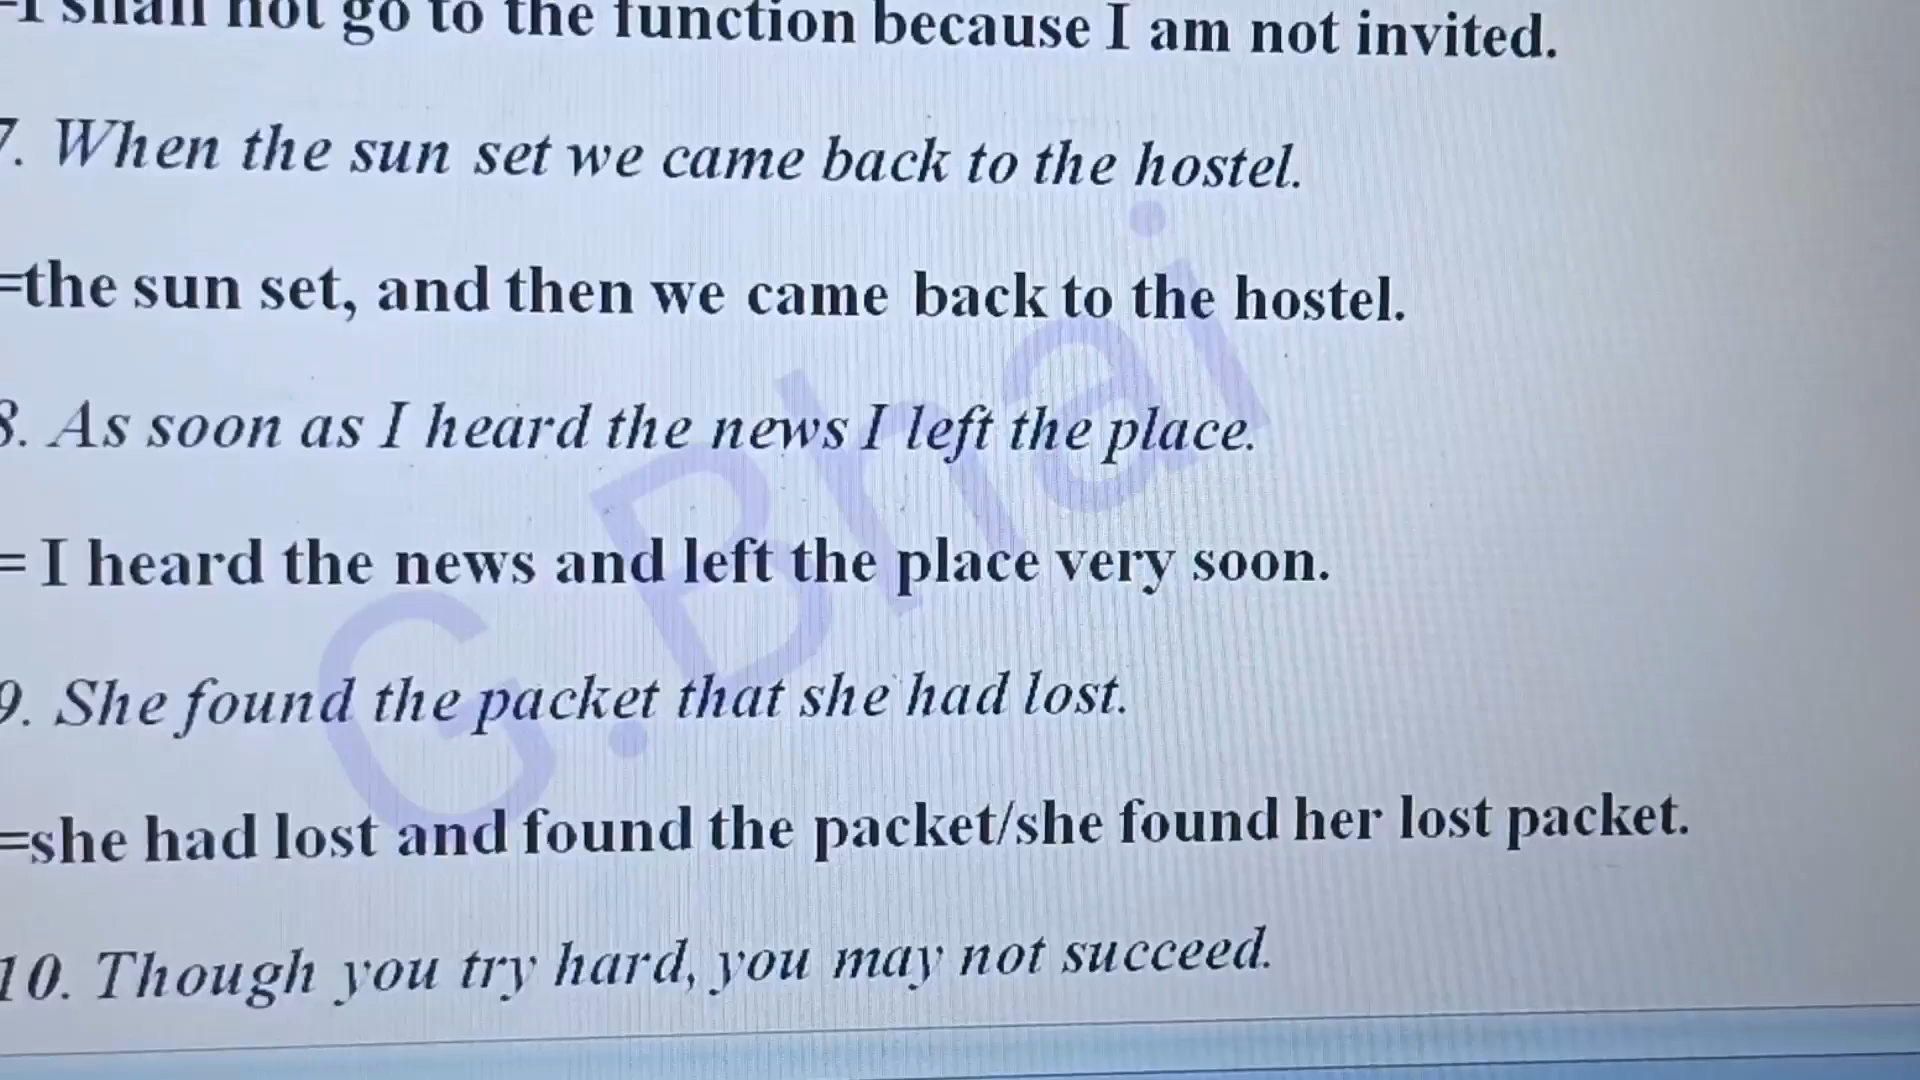 =I shall not go to the function because I am not invited.
7. When the sun set we came back to the hostel.
=the sun set, and then we came back to the hostel.
8. As soon as I heard the news I left the place.
= I heard the news and left the place very soon.
9. She found the packet that she had lost.
=she had lost and found the packet/she found her lost packet.
10. Though you try hard, you may not succeed.
G.Bhai